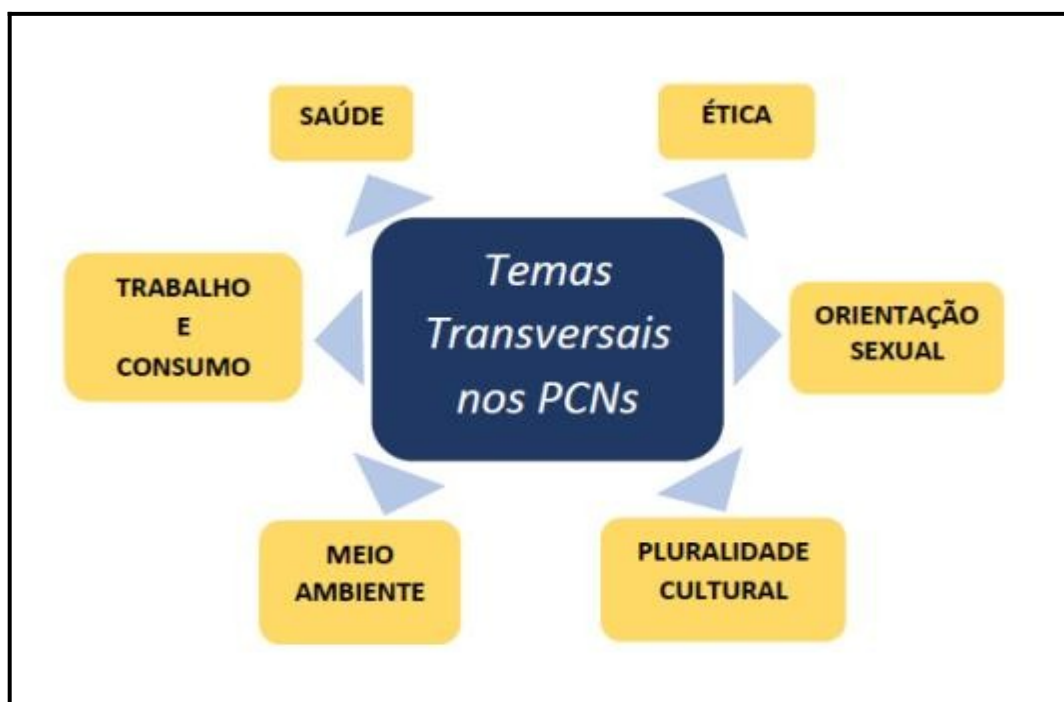 SAÚDE
ÉTICA
Temas
Transversais
nos PCNs
TRABALHO
E
CONSUMO
ORIENTAÇÃO
SEXUAL
MEIO
AMBIENTE
PLURALIDADE
CULTURAL